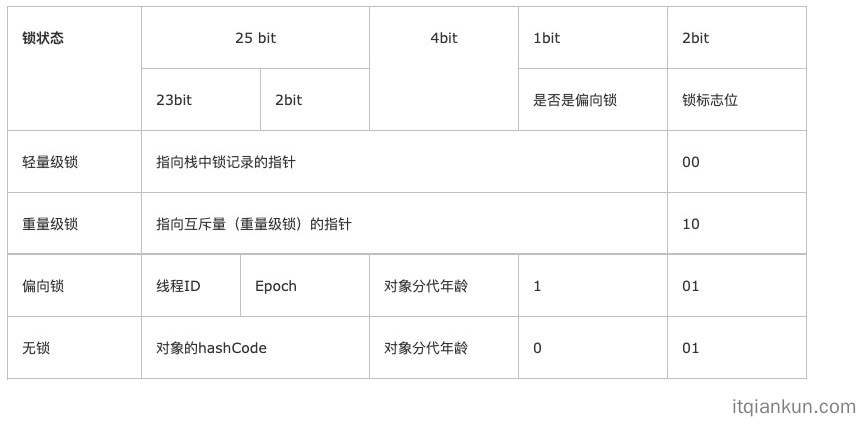 锁状态 25 bit 4bit 1bit 2bit
23bit 2bit 是否是偏向锁 锁标志位
轻量级锁 指向栈中锁记录的指针 00
重量级锁 指向互斥量（重量级锁）的指针 10
偏向锁 线程ID Epoch 对象分代年龄 1 01
无锁 对象的hashCode 对象分代年龄 0 01
itqiankun.com